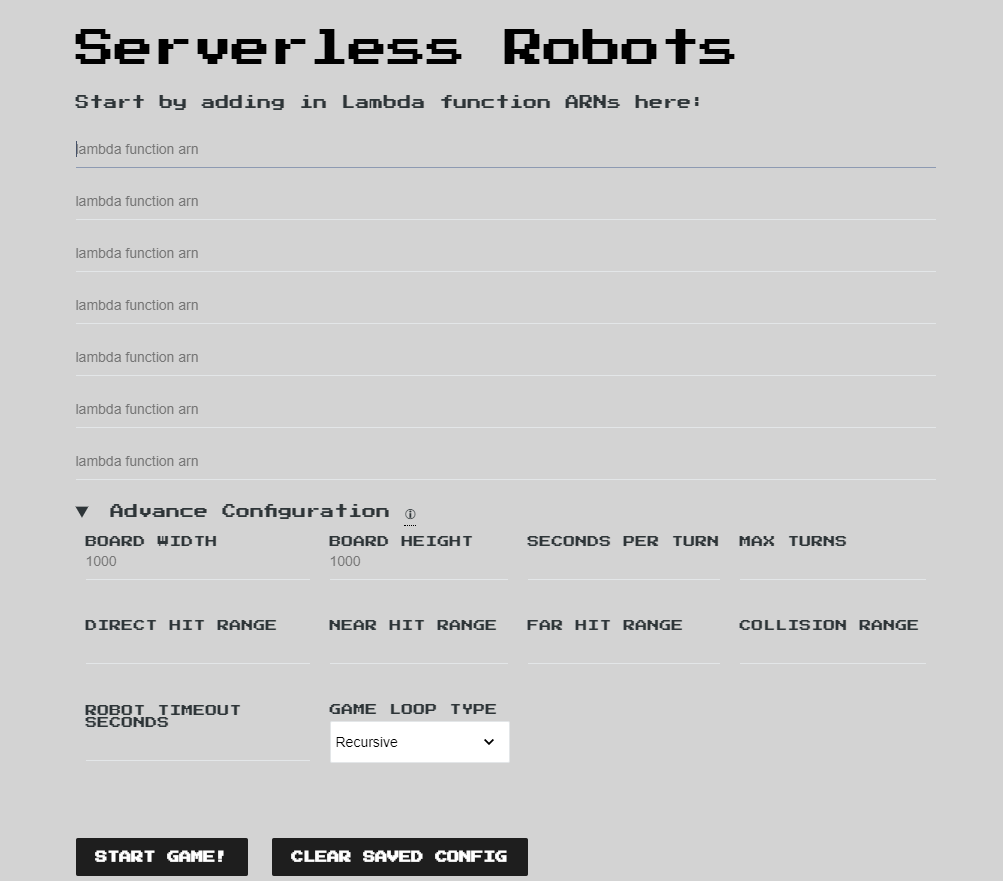 Serverless Robots
Start by adding in Lambda function ARNs here:
lambda function arn
lambda function arn
lambda function arn
lambda function arn
lambda function arn
lambda function arn
lambda function arn
▼ Advance Configuration ⓘ
BOARD WIDTH BOARD HEIGHT SECONDS PER TURN MAX TURNS
1000 1000
DIRECT HIT RANGE NEAR HIT RANGE FAR HIT RANGE COLLISION RANGE
ROBOT TIMEOUT SECONDS GAME LOOP TYPE
Recursive
START GAME! CLEAR SAVED CONFIG